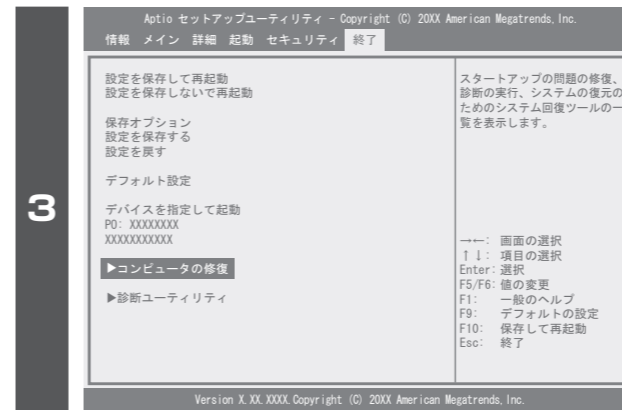 3
Aptio セットアップユーティリティ - Copyright (C) 20XX American Megatrends, Inc.
情報 メイン 詳細 起動 セキュリティ 終了
設定を保存して再起動
設定を保存しないで再起動
保存オプション
設定を保存する
設定を戻す
デフォルト設定
デバイスを指定して起動
P0: XXXXXXXX
XXXXXXXXXXX
▶コンピュータの修復
▶診断ユーティリティ
スタートアップの問題の修復、
診断の実行、システムの復元の
ためのシステム回復ツールの一
覧を表示します。
→←: 画面の選択
↑↓: 項目の選択
Enter: 選択
F5/F6: 値の変更
F1: 一般のヘルプ
F9: デフォルトの設定
F10: 保存して再起動
Esc: 終了
Version X.XX.XXXX.Copyright (C) 20XX American Megatrends, Inc.